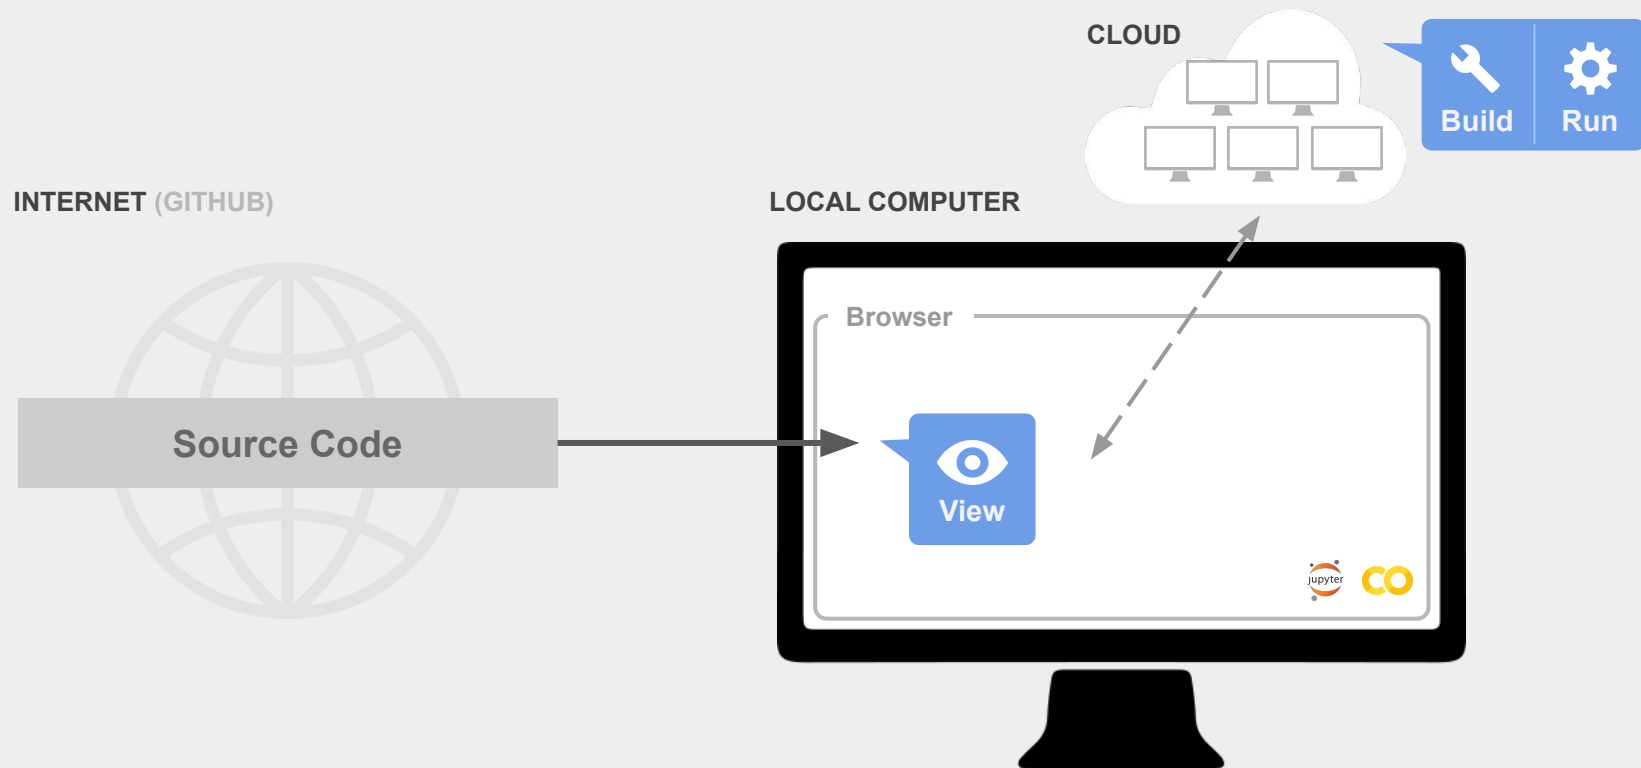 CLOUD
Build
Run
INTERNET (GITHUB)
LOCAL COMPUTER
Browser
Source Code
View
jupyter
CO